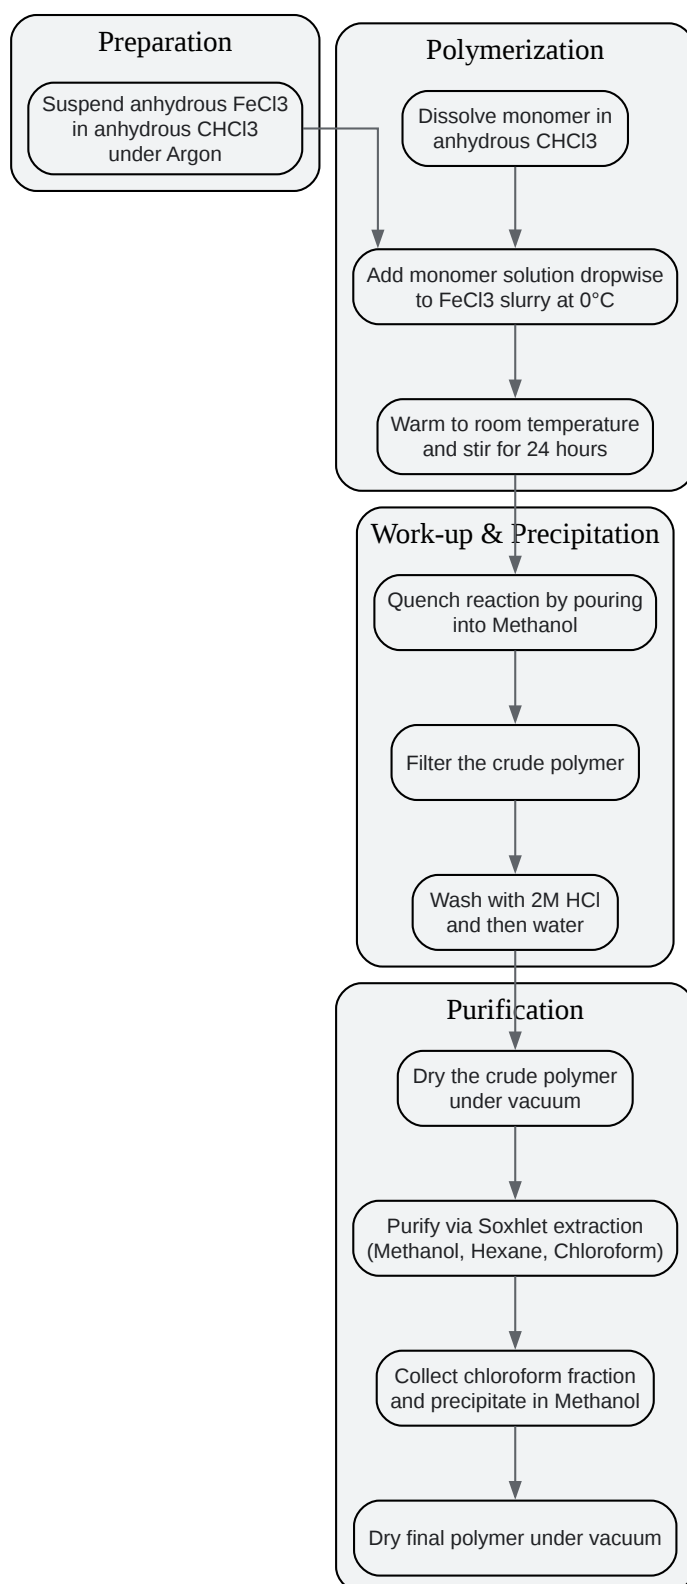 Preparation
Suspend anhydrous FeCl3
in anhydrous CHCl3
under Argon
Polymerization
Dissolve monomer in
anhydrous CHCl3
Add monomer solution dropwise
to FeCl3 slurry at 0°C
Warm to room temperature
and stir for 24 hours
Work-up & Precipitation
Quench reaction by pouring
into Methanol
Filter the crude polymer
Wash with 2M HCl
and then water
Purification
Dry the crude polymer
under vacuum
Purify via Soxhlet extraction
(Methanol, Hexane, Chloroform)
Collect chloroform fraction
and precipitate in Methanol
Dry final polymer under vacuum